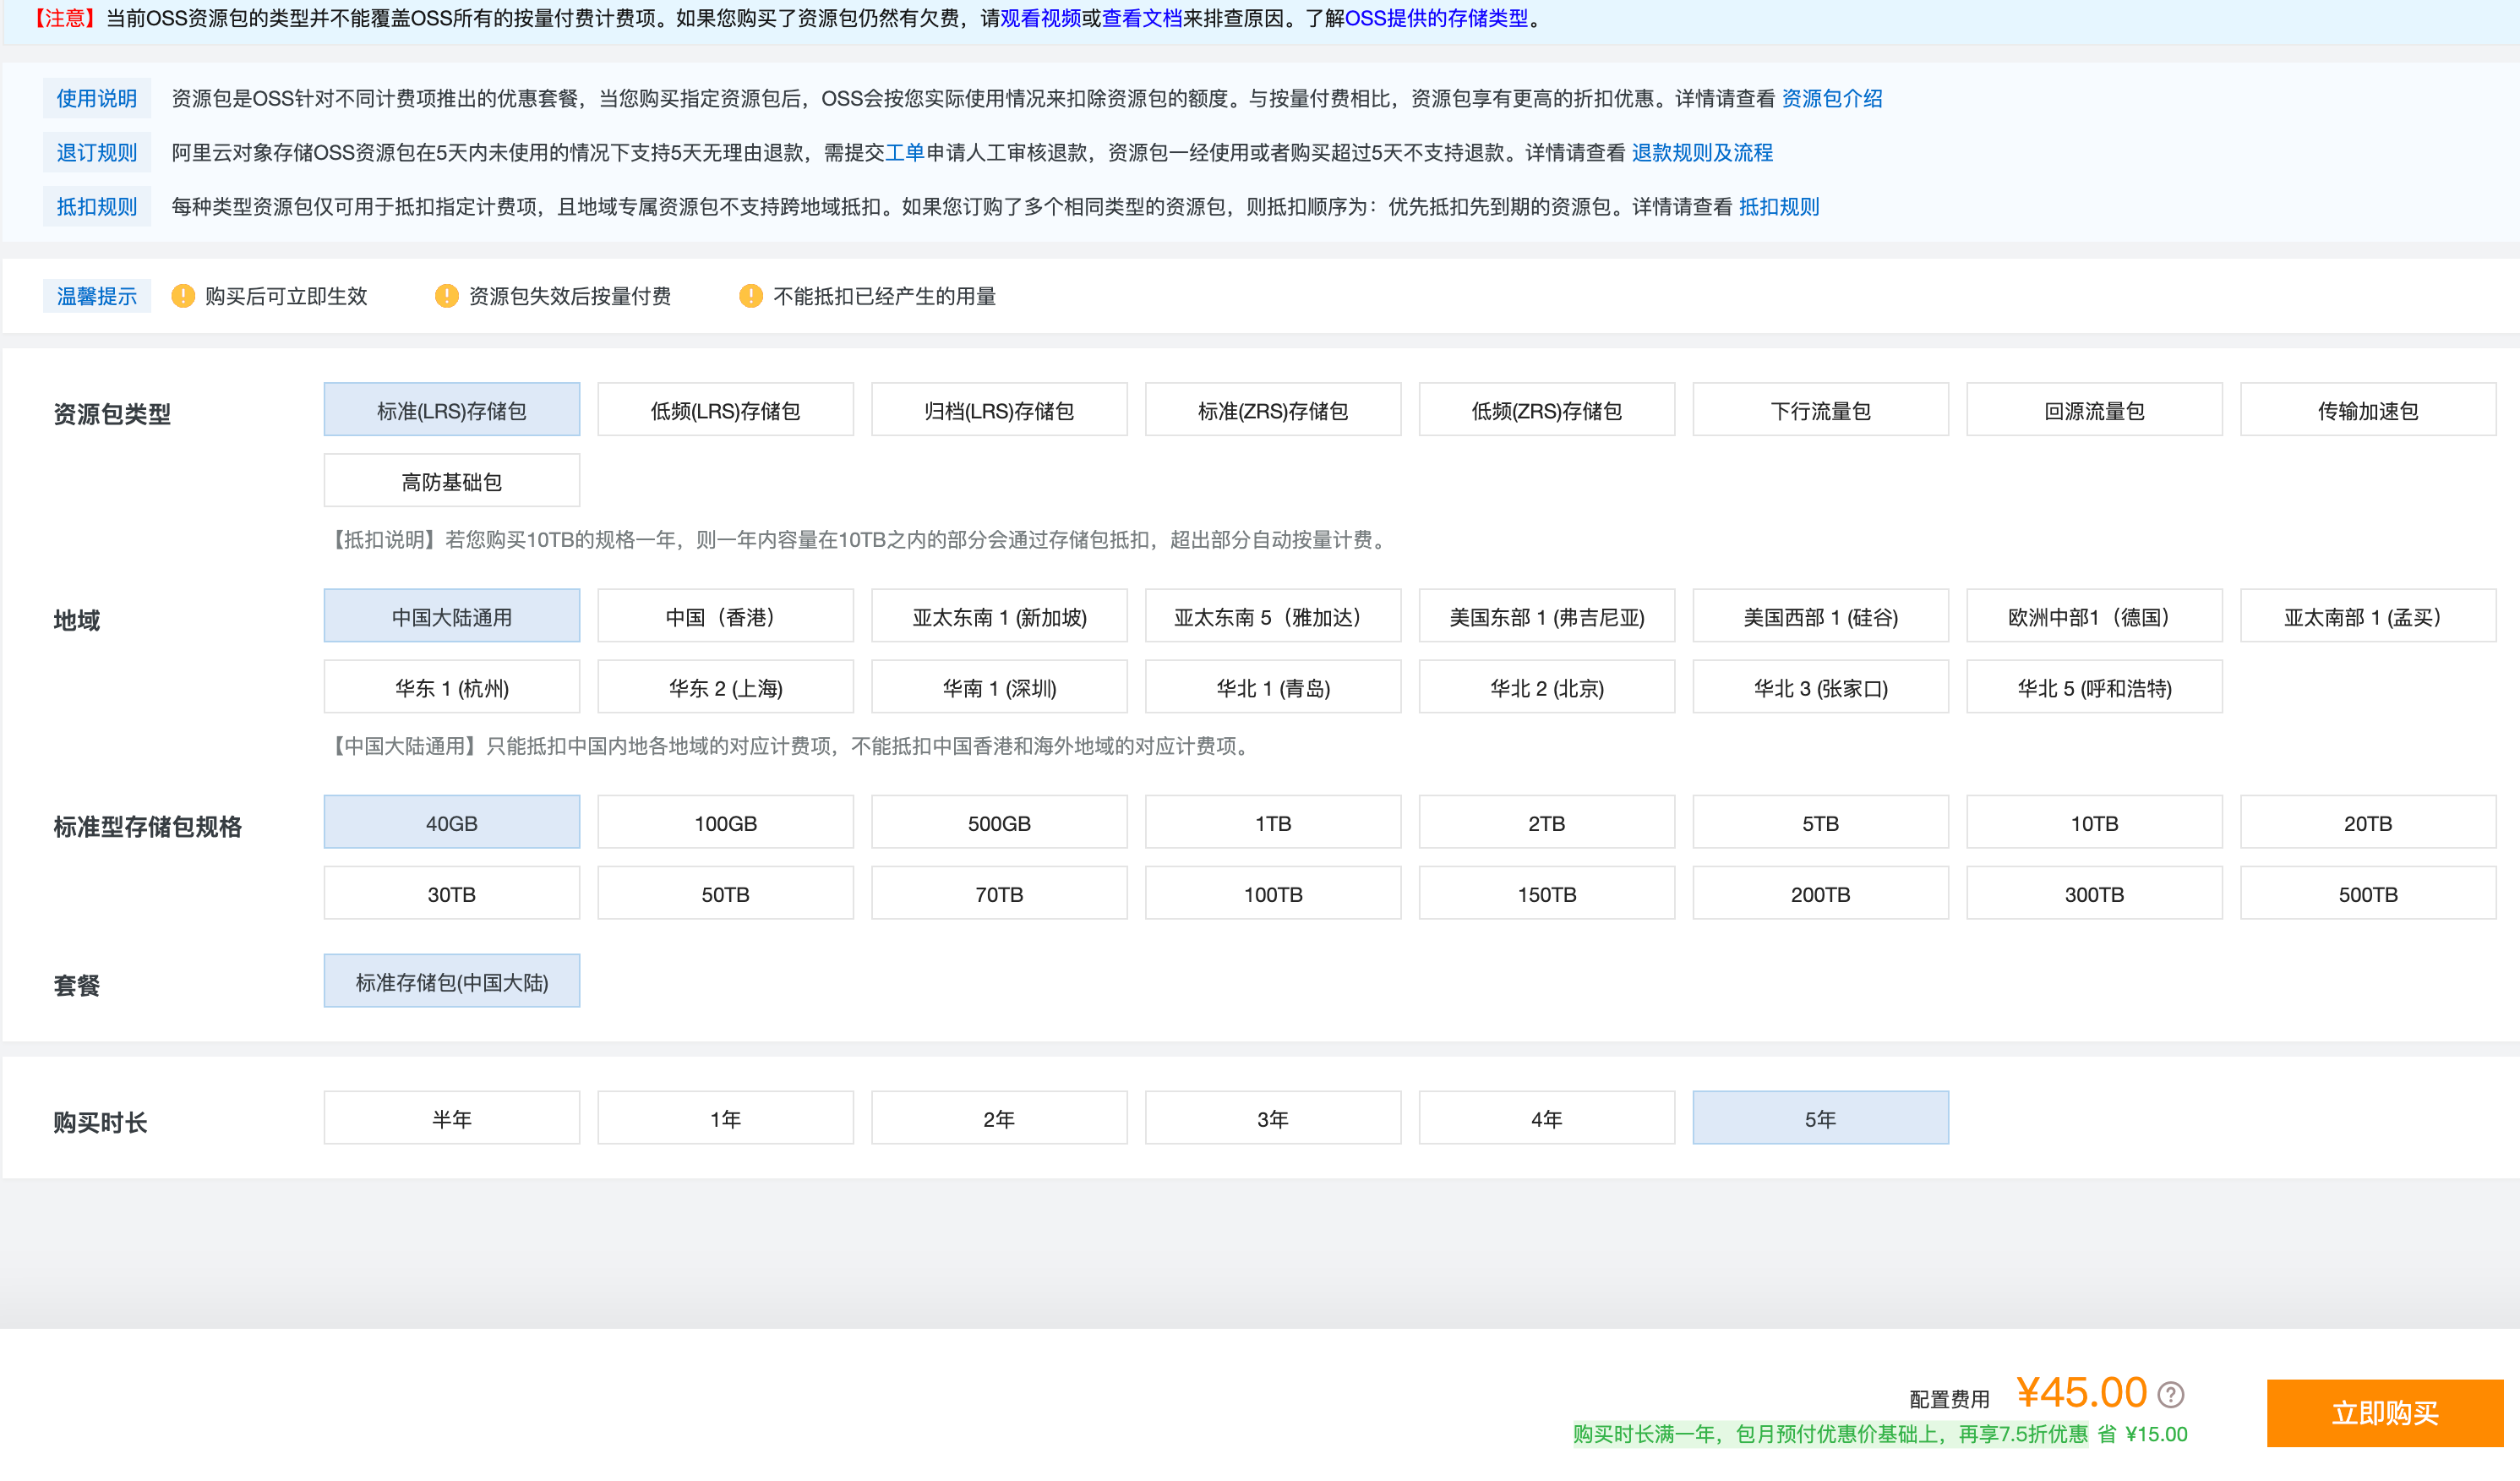 【注意】当前OSS资源包的类型并不能覆盖OSS所有的按量付费计费项。如果您购买了资源包仍然有欠费，请观看视频或查看文档来排查原因。了解OSS提供的存储类型。
使用说明 资源包是OSS针对不同计费项推出的优惠套餐，当您购买指定资源包后，OSS会按您实际使用情况来扣除资源包的额度。与按量付费相比，资源包享有更高的折扣优惠。详情请查看 资源包介绍
退订规则 阿里云对象存储OSS资源包在5天内未使用的情况下支持5天无理由退款，需提交工单申请人工审核退款，资源包一经使用或者购买超过5天不支持退款。详情请查看 退款规则及流程
抵扣规则 每种类型资源包仅可用于抵扣指定计费项，且地域专属资源包不支持跨地域抵扣。如果您订购了多个相同类型的资源包，则抵扣顺序为：优先抵扣先到期的资源包。详情请查看 抵扣规则
温馨提示 ! 购买后可立即生效 ! 资源包失效后按量付费 ! 不能抵扣已经产生的用量
资源包类型 标准(LRS)存储包 低频(LRS)存储包 归档(LRS)存储包 标准(ZRS)存储包 低频(ZRS)存储包 下行流量包 回源流量包 传输加速包
高防基础包
【抵扣说明】若您购买10TB的规格一年，则一年内容量在10TB之内的部分会通过存储包抵扣，超出部分自动按量计费。
地域 中国大陆通用 中国（香港） 亚太东南 1 (新加坡) 亚太东南 5（雅加达） 美国东部 1 (弗吉尼亚) 美国西部 1 (硅谷) 欧洲中部1（德国） 亚太南部 1 (孟买）
华东 1 (杭州) 华东 2 (上海) 华南 1 (深圳) 华北 1 (青岛) 华北 2 (北京) 华北 3 (张家口) 华北 5 (呼和浩特)
【中国大陆通用】只能抵扣中国内地各地域的对应计费项，不能抵扣中国香港和海外地域的对应计费项。
标准型存储包规格 40GB 100GB 500GB 1TB 2TB 5TB 10TB 20TB
30TB 50TB 70TB 100TB 150TB 200TB 300TB 500TB
套餐 标准存储包(中国大陆)
购买时长 半年 1年 2年 3年 4年 5年
配置费用 ¥45.00 ?
购买时长满一年，包月预付优惠价基础上，再享7.5折优惠 省 ¥15.00
立即购买